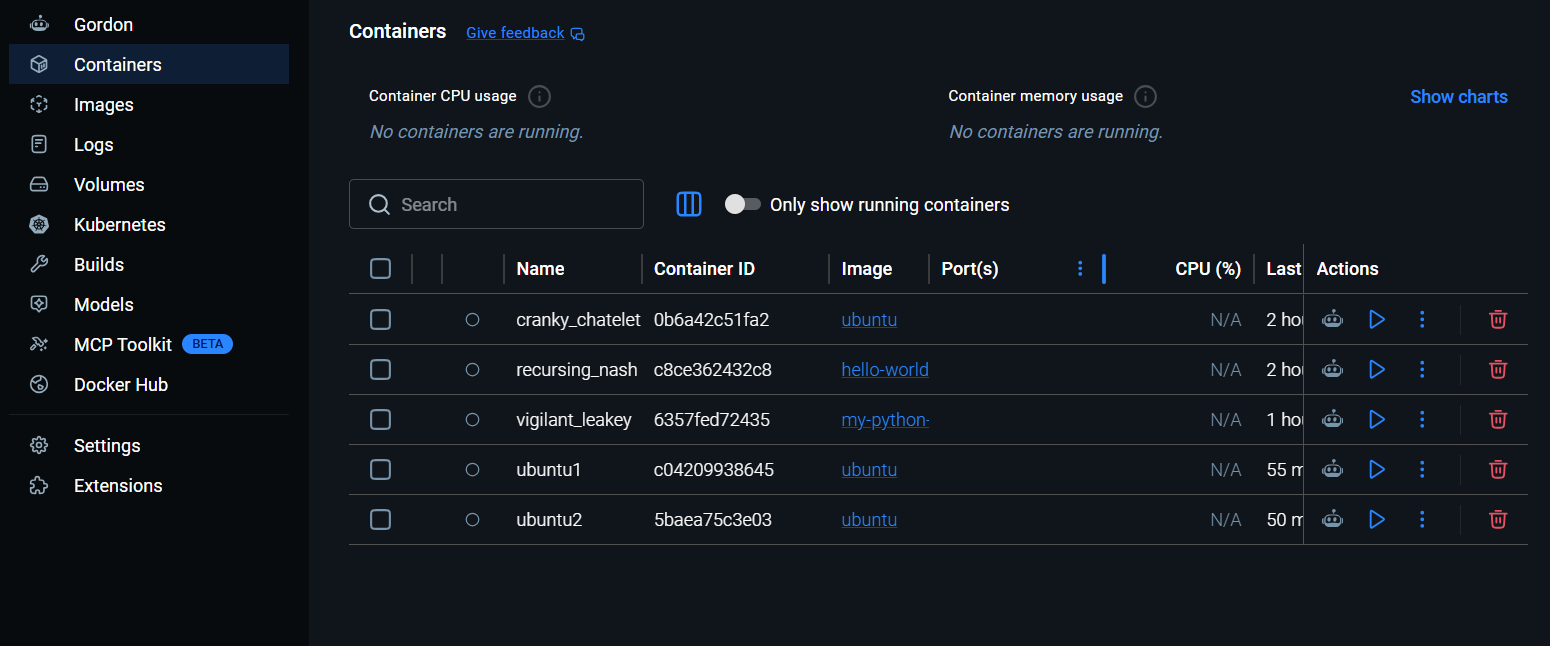 Gordon
Containers
Images
Logs
Volumes
Kubernetes
Builds
Models
MCP Toolkit BETA
Docker Hub
Settings
Extensions
Containers Give feedback
Container CPU usage Container memory usage Show charts
No containers are running. No containers are running.
Search Only show running containers
Name Container ID Image Port(s) CPU (%) Last Actions
cranky_chatelet 0b6a42c51fa2 ubuntu N/A 2 hou
recursing_nash c8ce362432c8 hello-world N/A 2 hou
vigilant_leakey 6357fed72435 my-python- N/A 1 hou
ubuntu1 c04209938645 ubuntu N/A 55 m
ubuntu2 5baea75c3e03 ubuntu N/A 50 m